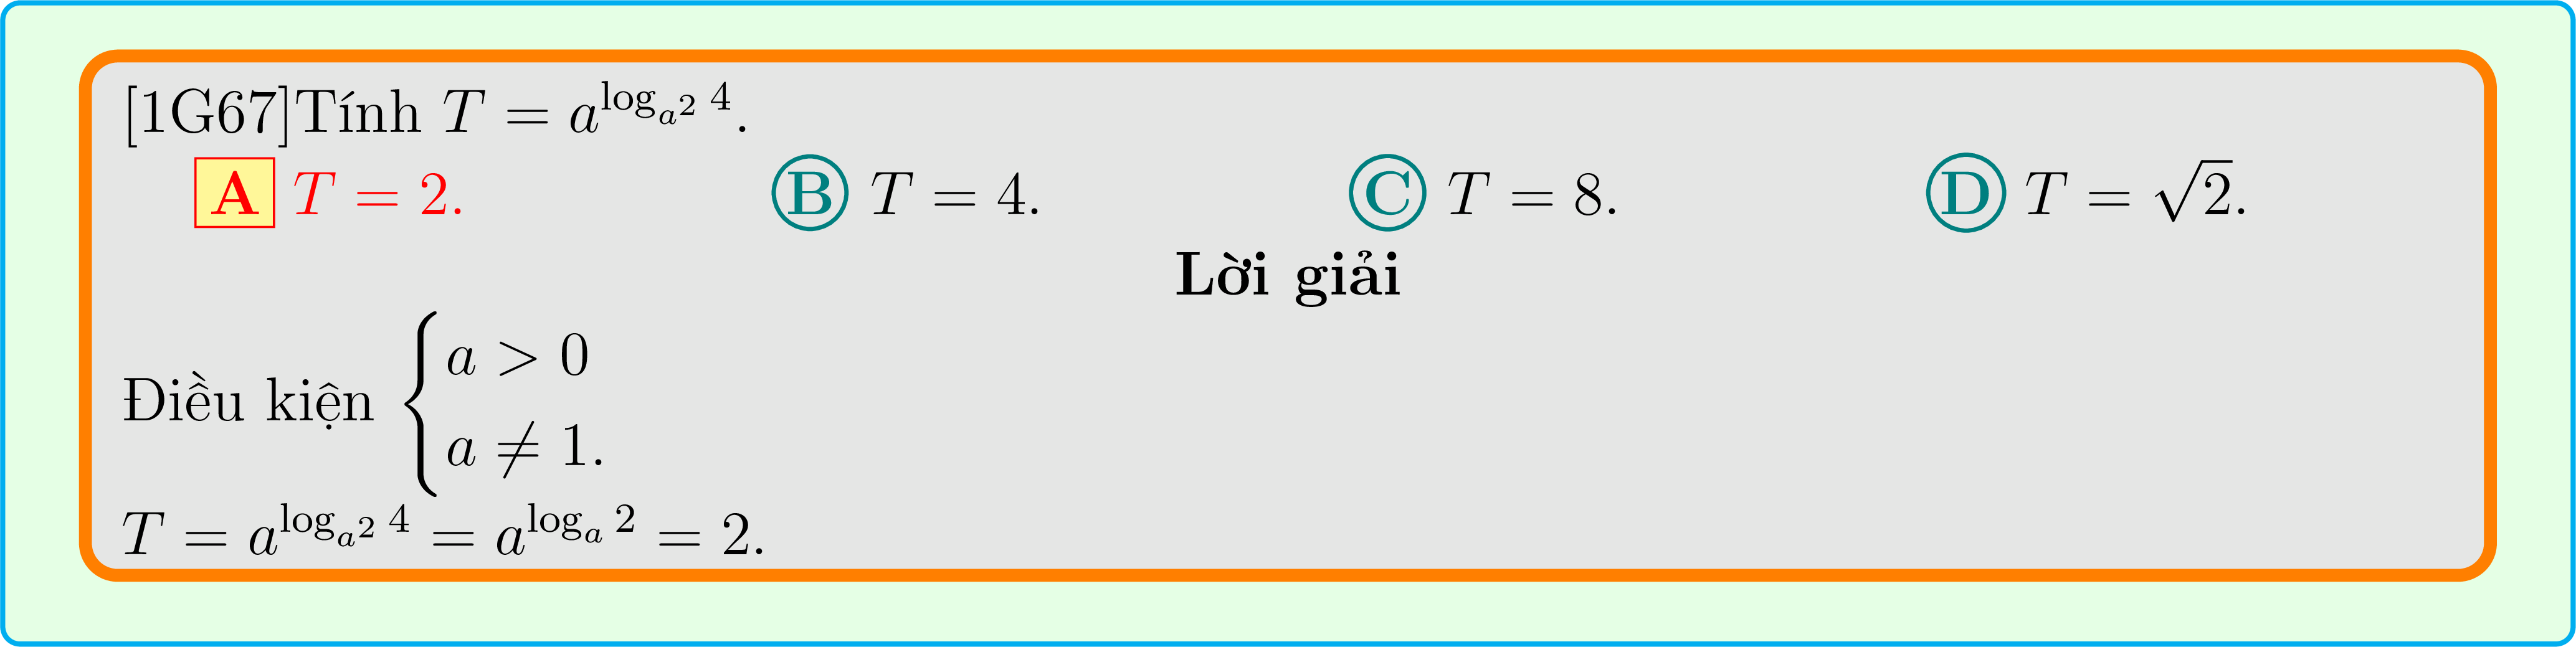 [1G67]Tính $T = a^{\log_{a^2} 4}$.
A $T = 2$. B $T = 4$. C $T = 8$. D $T = \sqrt{2}$.
Lời giải
Điều kiện $\begin{cases} a > 0 \\ a \neq 1. \end{cases}$
$T = a^{\log_{a^2} 4} = a^{\log_a 2} = 2$.